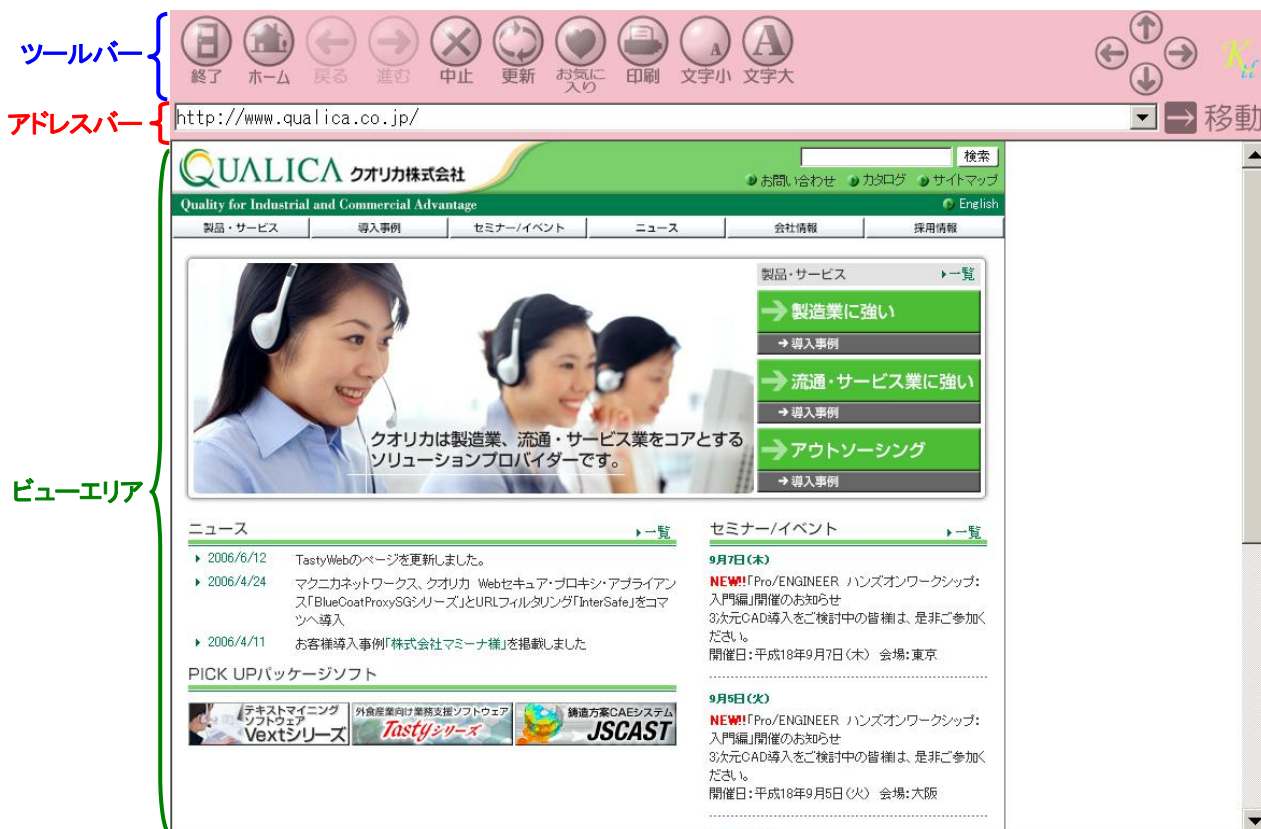 ツールバー
終了 ホーム 戻る 進む 中止 更新 お気に入り 印刷 文字小 文字大
Ku
アドレスバー
http://www.qualica.co.jp/
移動
ビューエリア
QUALICA クオリカ株式会社
検索
お問い合わせ カタログ サイトマップ
Quality for Industrial and Commercial Advantage
English
製品・サービス 導入事例 セミナー/イベント ニュース 会社情報 採用情報
クオリカは製造業、流通・サービス業をコアとする
ソリューションプロバイダーです。
製品・サービス 一覧
製造業に強い
導入事例
流通・サービス業に強い
導入事例
アウトソーシング
導入事例
ニュース 一覧
2006/6/12 TastyWebのページを更新しました。
2006/4/24 マクニカネットワークス、クオリカ Webセキュア・プロキシ・アプライアン
ス「BlueCoatProxySGシリーズ」とURLフィルタリング「InterSafe」をコマ
ツへ導入
2006/4/11 お客様導入事例「株式会社マミーナ様」を掲載しました
PICK UPパッケージソフト
テキストマイニング
ソフトウェア
Vextシリーズ
外食産業向け業務支援ソフトウェア
Tastyシリーズ
鋳造方案CAEシステム
JSCAST
セミナー/イベント 一覧
9月7日(木)
NEW!!「Pro/ENGINEER ハンズオンワークシップ:
入門編」開催のお知らせ
3次元CAD導入をご検討中の皆様は、是非ご参加く
ださい。
開催日:平成18年9月7日(木) 会場:東京
9月5日(火)
NEW!!「Pro/ENGINEER ハンズオンワークシップ:
入門編」開催のお知らせ
3次元CAD導入をご検討中の皆様は、是非ご参加く
ださい。
開催日:平成18年9月5日(火) 会場:大阪